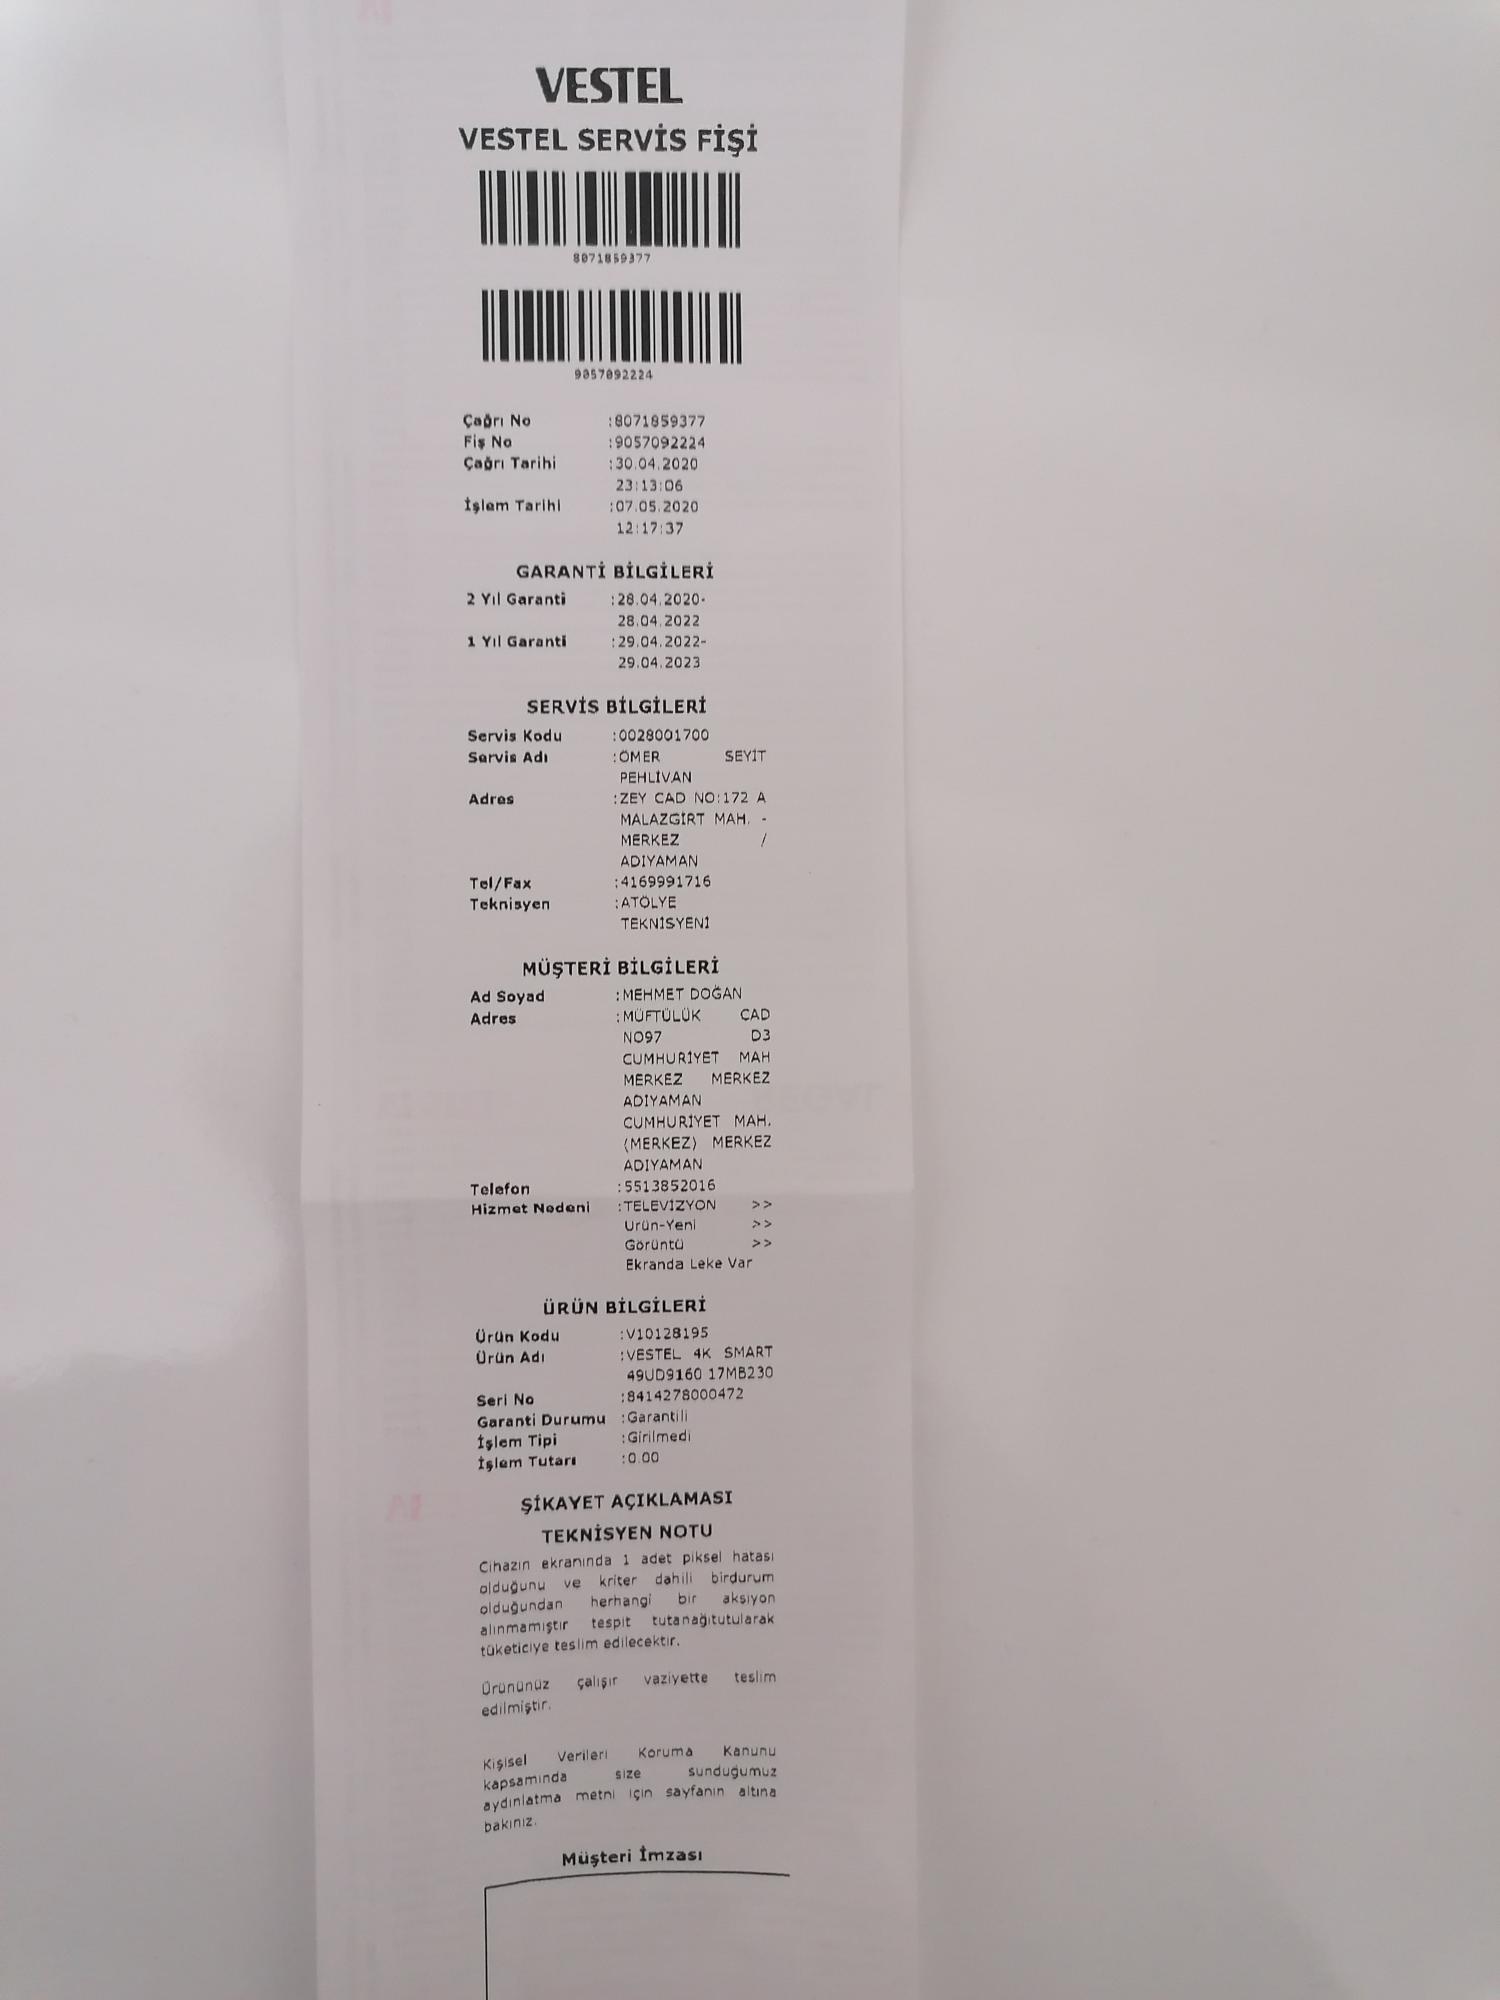 VESTEL
VESTEL SERVİS FİŞİ
8071859377
9057092224
Çağrı No :8071859377
Fiş No :9057092224
Çağrı Tarihi :30.04.2020
23:13:06
İşlem Tarihi :07.05.2020
12:17:37
GARANTİ BİLGİLERİ
2 Yıl Garanti :28.04.2020-
28.04.2022
1 Yıl Garanti :29.04.2022-
29.04.2023
SERVİS BİLGİLERİ
Servis Kodu :0028001700
Servis Adı :ÖMER SEYİT
PEHLİVAN
Adres :ZEY CAD NO:172 A
MALAZGİRT MAH. -
MERKEZ /
ADIYAMAN
Tel/Fax :4169991716
Teknisyen :ATÖLYE
TEKNİSYENİ
MÜŞTERİ BİLGİLERİ
Ad Soyad :MEHMET DOĞAN
Adres :MÜFTÜLÜK CAD
NO97 D3
CUMHURİYET MAH
MERKEZ MERKEZ
ADIYAMAN
CUMHURİYET MAH.
(MERKEZ) MERKEZ
ADIYAMAN
Telefon :5513852016
Hizmet Nedeni :TELEVİZYON >>
Ürün-Yeni >>
Görüntü >>
Ekranda Leke Var
ÜRÜN BİLGİLERİ
Ürün Kodu :V10128195
Ürün Adı :VESTEL 4K SMART
49UD9160 17MB230
Seri No :8414278000472
Garanti Durumu :Garantili
İşlem Tipi :Girilmedi
İşlem Tutarı :0.00
ŞİKAYET AÇIKLAMASI
TEKNİSYEN NOTU
Cihazın ekranında 1 adet piksel hatası
olduğunu ve kriter dahili birdurum
olduğundan herhangi bir aksiyon
alınmamıştır tespit tutanağıtutularak
tüketiciye teslim edilecektir.
Ürününüz çalışır vaziyette teslim
edilmiştir.
Kişisel Verileri Koruma Kanunu
kapsamında size sunduğumuz
aydınlatma metni için sayfanın altına
bakınız.
Müşteri İmzası